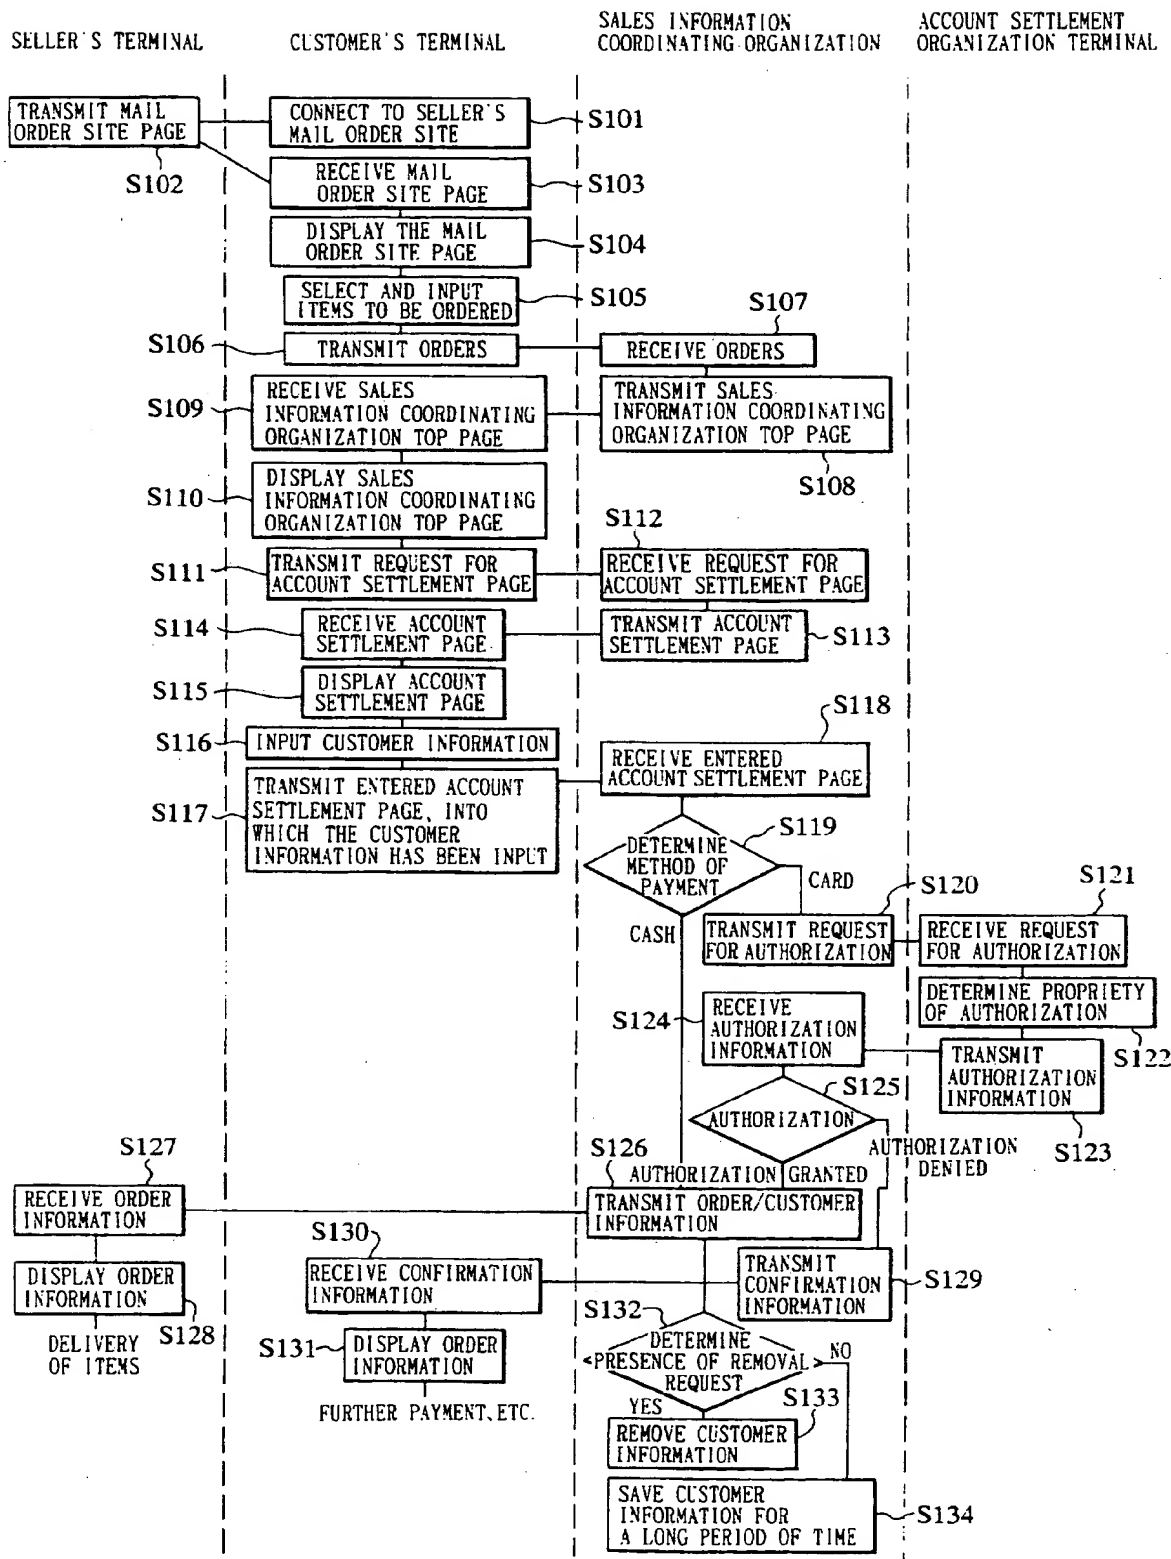 SELLER'S TERMINAL
CUSTOMER'S TERMINAL
SALES INFORMATION
COORDINATING ORGANIZATION
ACCOUNT SETTLEMENT
ORGANIZATION TERMINAL
TRANSMIT MAIL
ORDER SITE PAGE
S102
CONNECT TO SELLER'S
MAIL ORDER SITE
S101
RECEIVE MAIL
ORDER SITE PAGE
S103
DISPLAY THE MAIL
ORDER SITE PAGE
S104
SELECT AND INPUT
ITEMS TO BE ORDERED
S105
S106
TRANSMIT ORDERS
S107
RECEIVE ORDERS
S109
RECEIVE SALES
INFORMATION COORDINATING
ORGANIZATION TOP PAGE
TRANSMIT SALES
INFORMATION COORDINATING
ORGANIZATION TOP PAGE
S108
S110
DISPLAY SALES
INFORMATION COORDINATING
ORGANIZATION TOP PAGE
S111
TRANSMIT REQUEST FOR
ACCOUNT SETTLEMENT PAGE
S112
RECEIVE REQUEST FOR
ACCOUNT SETTLEMENT PAGE
S114
RECEIVE ACCOUNT
SETTLEMENT PAGE
TRANSMIT ACCOUNT
SETTLEMENT PAGE
S113
S115
DISPLAY ACCOUNT
SETTLEMENT PAGE
S116
INPUT CUSTOMER INFORMATION
S118
RECEIVE ENTERED
ACCOUNT SETTLEMENT PAGE
S117
TRANSMIT ENTERED ACCOUNT
SETTLEMENT PAGE, INTO
WHICH THE CUSTOMER
INFORMATION HAS BEEN INPUT
S119
DETERMINE
METHOD OF
PAYMENT
CARD
CASH
S120
TRANSMIT REQUEST
FOR AUTHORIZATION
S121
RECEIVE REQUEST
FOR AUTHORIZATION
DETERMINE PROPRIETY
OF AUTHORIZATION
S122
S124
RECEIVE
AUTHORIZATION
INFORMATION
TRANSMIT
AUTHORIZATION
INFORMATION
S123
S125
AUTHORIZATION
AUTHORIZATION
DENIED
AUTHORIZATION GRANTED
S127
RECEIVE ORDER
INFORMATION
S126
TRANSMIT ORDER/CUSTOMER
INFORMATION
DISPLAY ORDER
INFORMATION
S128
DELIVERY
OF ITEMS
S130
RECEIVE CONFIRMATION
INFORMATION
TRANSMIT
CONFIRMATION
INFORMATION
S129
S131
DISPLAY ORDER
INFORMATION
FURTHER PAYMENT, ETC.
S132
DETERMINE
PRESENCE OF REMOVAL
REQUEST
NO
YES
S133
REMOVE CUSTOMER
INFORMATION
SAVE CUSTOMER
INFORMATION FOR
A LONG PERIOD OF TIME
S134